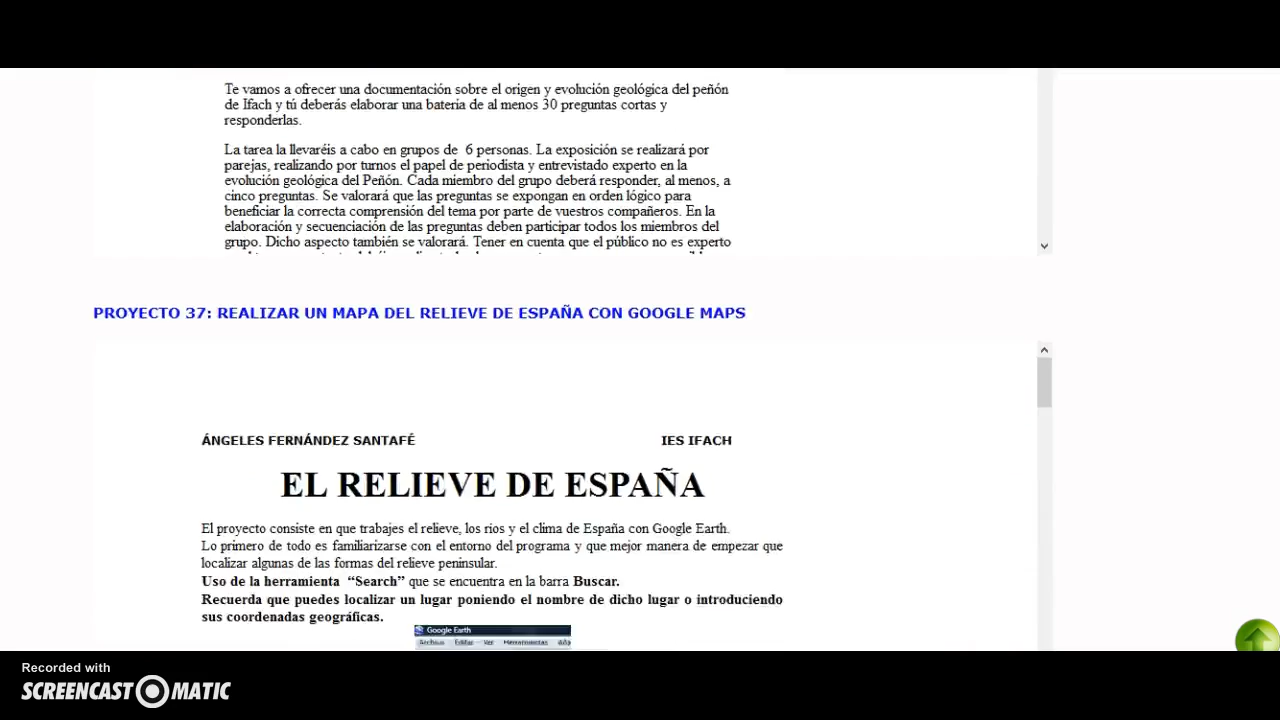 Te vamos a ofrecer una documentación sobre el origen y evolución geológica del peñón
de Ifach y tú deberás elaborar una bateria de al menos 30 preguntas cortas y
responderlas.
La tarea la llevaréis a cabo en grupos de 6 personas. La exposición se realizará por
parejas, realizando por turnos el papel de periodista y entrevistado experto en la
evolución geológica del Peñón. Cada miembro del grupo deberá responder, al menos, a
cinco preguntas. Se valorará que las preguntas se expongan en orden lógico para
beneficiar la correcta comprensión del tema por parte de vuestros compañeros. En la
elaboración y secuenciación de las preguntas deben participar todos los miembros del
grupo. Dicho aspecto también se valorará. Tener en cuenta que el público no es experto
PROYECTO 37: REALIZAR UN MAPA DEL RELIEVE DE ESPAÑA CON GOOGLE MAPS
ÁNGELES FERNÁNDEZ SANTAFÉ IES IFACH
EL RELIEVE DE ESPAÑA
El proyecto consiste en que trabajes el relieve, los rios y el clima de España con Google Earth.
Lo primero de todo es familiarizarse con el entorno del programa y que mejor manera de empezar que
localizar algunas de las formas del relieve peninsular.
Uso de la herramienta “Search” que se encuentra en la barra Buscar.
Recuerda que puedes localizar un lugar poniendo el nombre de dicho lugar o introduciendo
sus coordenadas geográficas.
Google Earth
Archivo Editar Ver Herramientas Aña
Recorded with
SCREENCAST MATIC